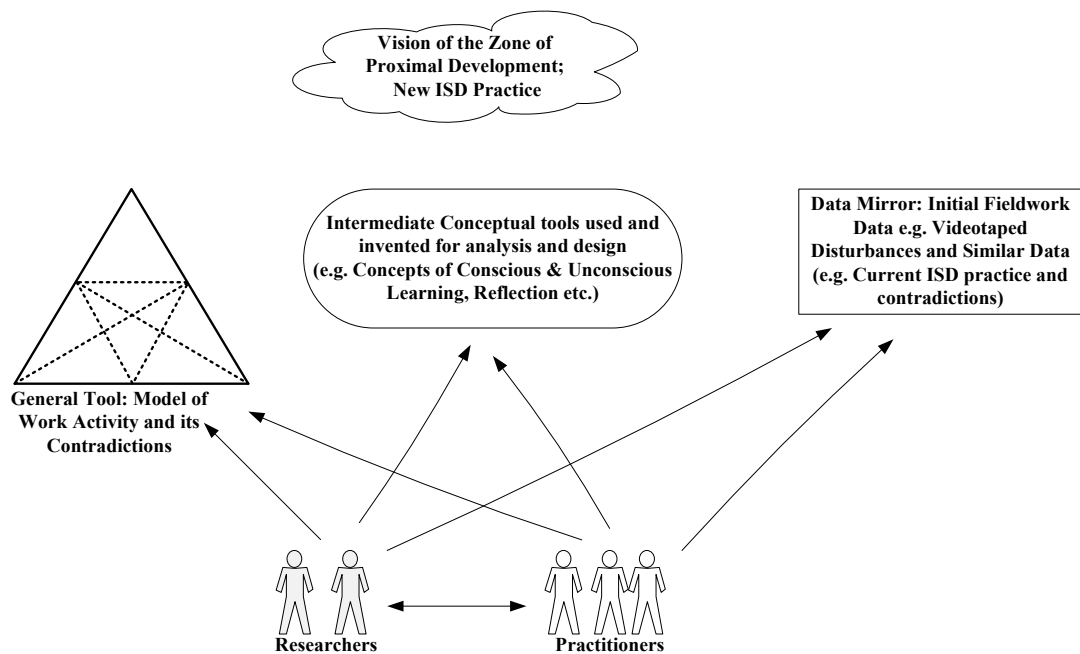 Vision of the Zone of
Proximal Development;
New ISD Practice
Intermediate Conceptual tools used and
invented for analysis and design
(e.g. Concepts of Conscious & Unconscious
Learning, Reflection etc.)
Data Mirror: Initial Fieldwork
Data e.g. Videotaped
Disturbances and Similar Data
(e.g. Current ISD practice and
contradictions)
General Tool: Model of
Work Activity and its
Contradictions
Researchers
Practitioners